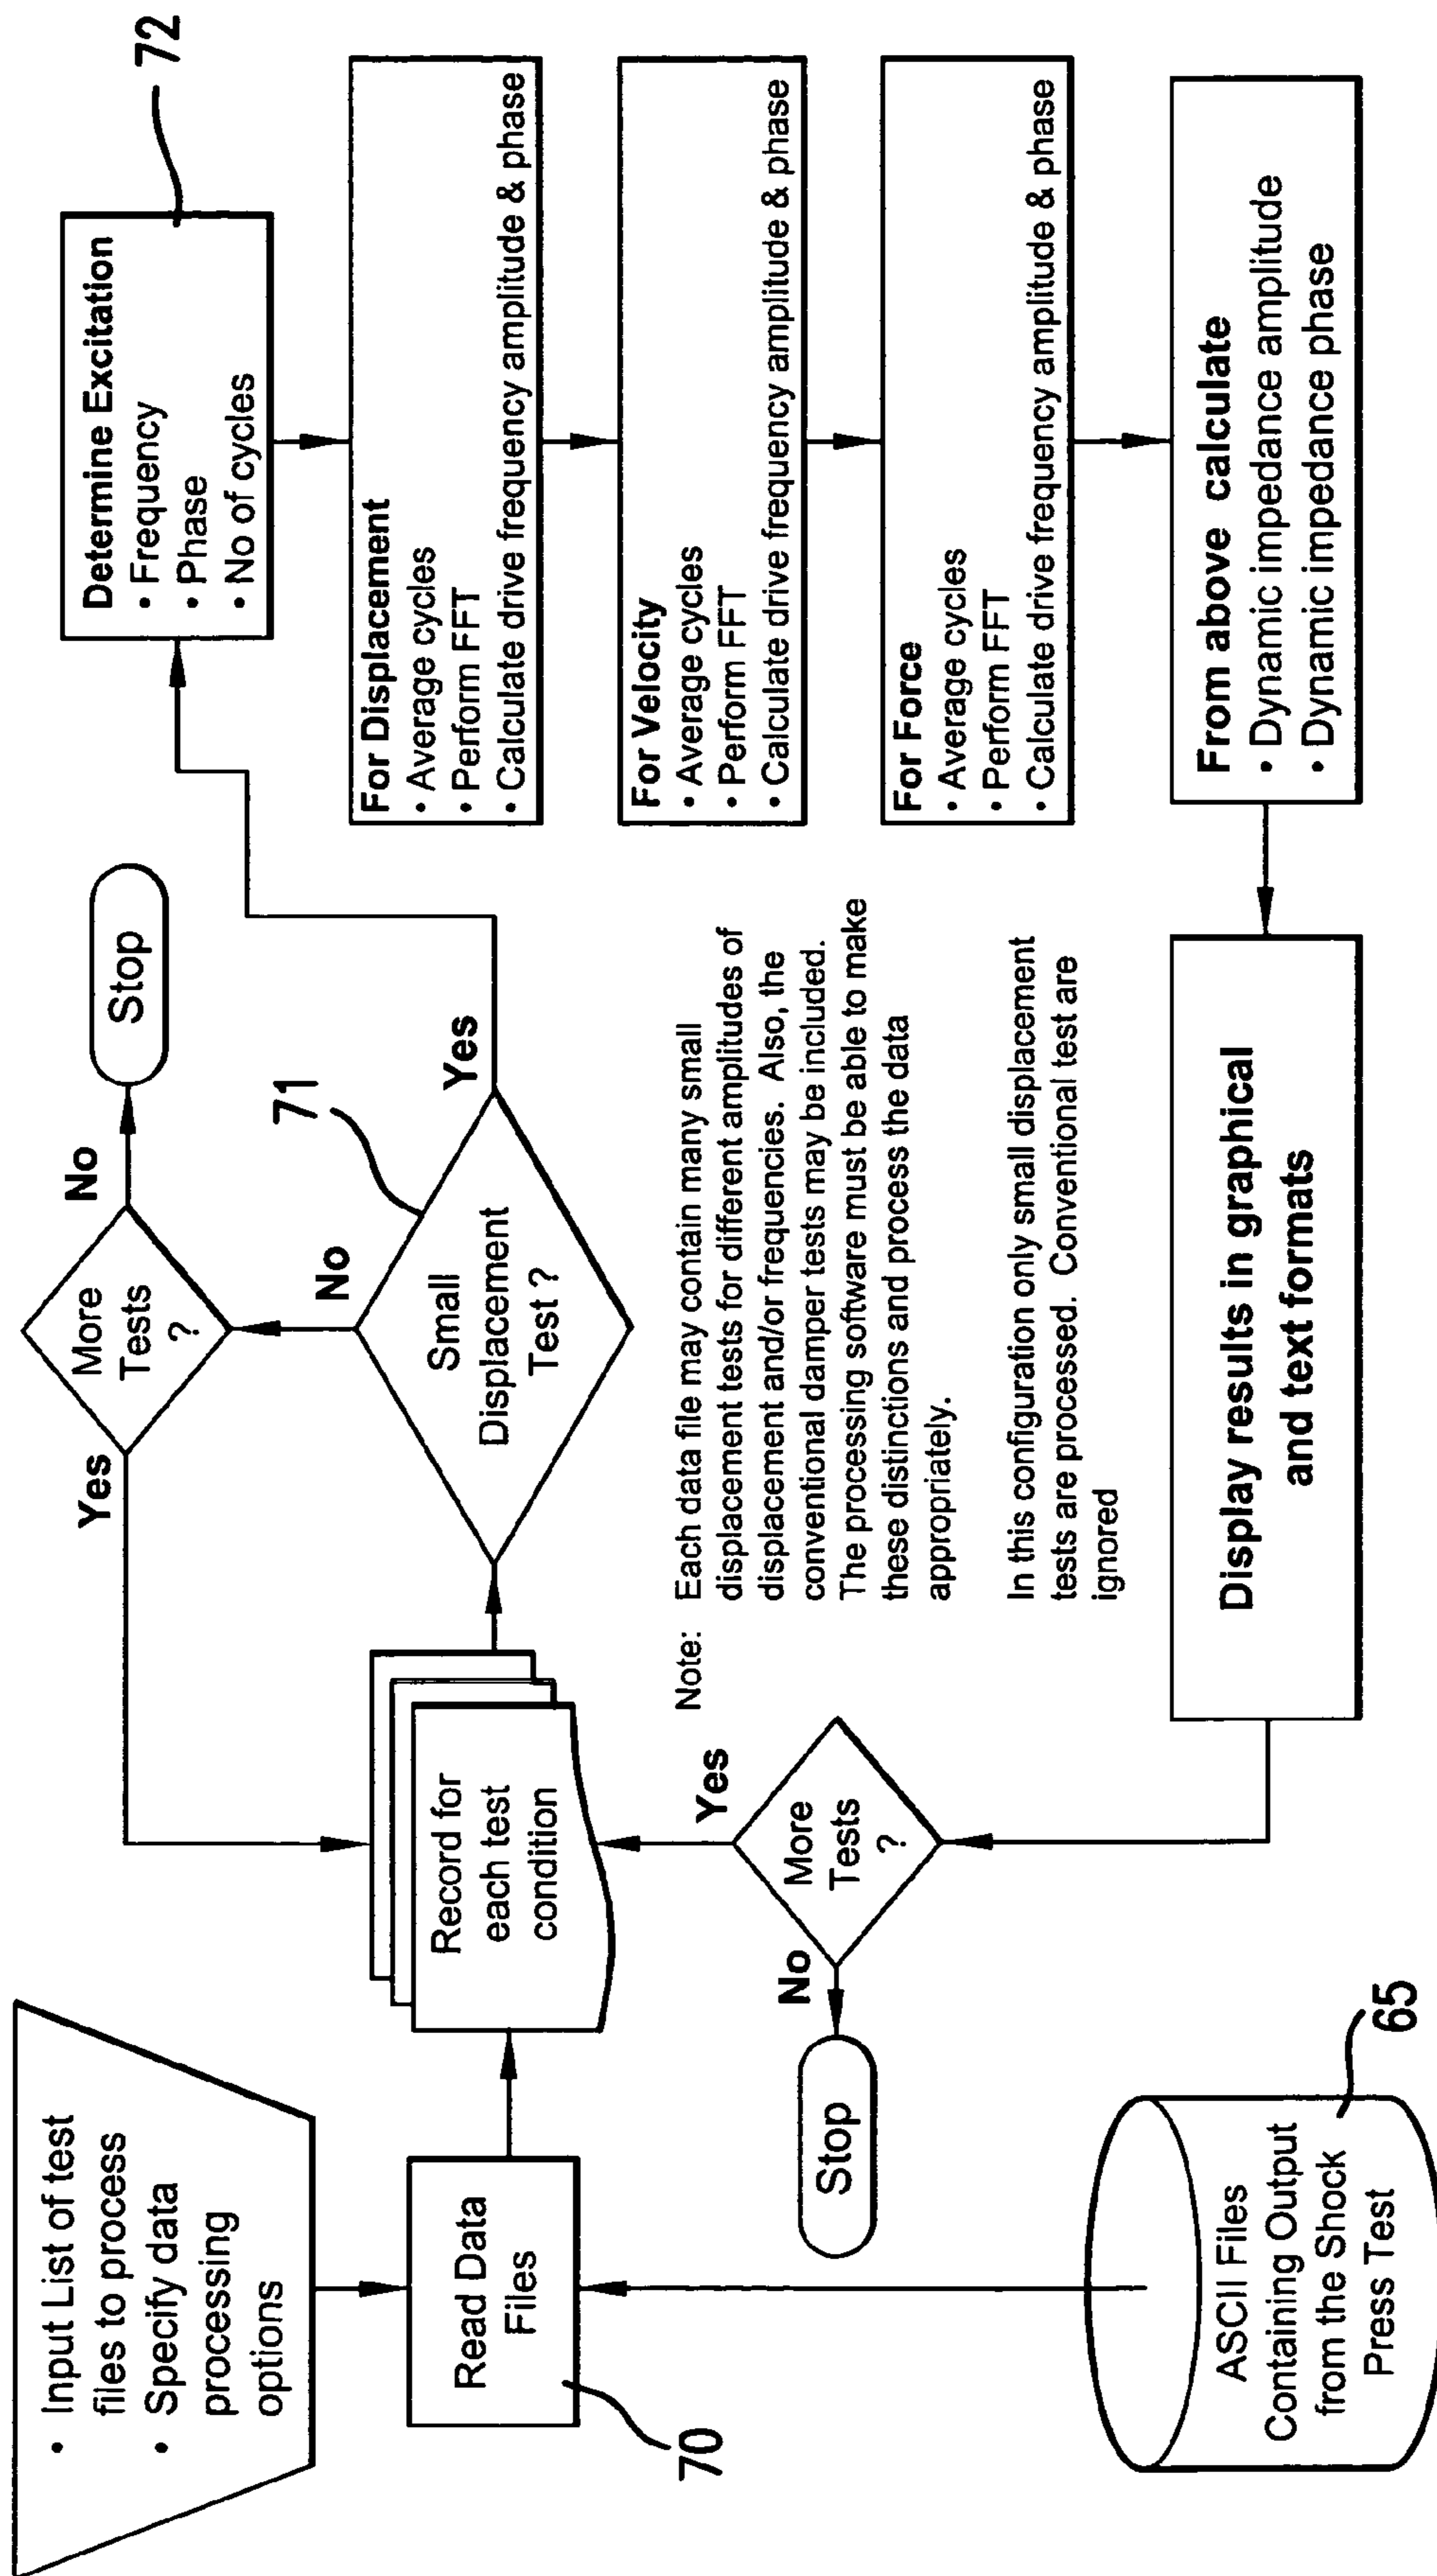 • Input List of test
files to process
• Specify data
processing
options
Read Data
Files
70
ASCII Files
Containing Output
from the Shock
Press Test
65
Record for
each test
condition
Small
Displacement
Test ?
71
No
Yes
More
Tests
?
Yes
No
Stop
Determine Excitation
• Frequency
• Phase
• No of cycles
72
For Displacement
• Average cycles
• Perform FFT
• Calculate drive frequency amplitude & phase
For Velocity
• Average cycles
• Perform FFT
• Calculate drive frequency amplitude & phase
For Force
• Average cycles
• Perform FFT
• Calculate drive frequency amplitude & phase
From above calculate
• Dynamic impedance amplitude
• Dynamic impedance phase
Display results in graphical
and text formats
More
Tests
?
Yes
No
Stop
Note: Each data file may contain many small
displacement tests for different amplitudes of
displacement and/or frequencies. Also, the
conventional damper tests may be included.
The processing software must be able to make
these distinctions and process the data
appropriately.
In this configuration only small displacement
tests are processed. Conventional test are
ignored